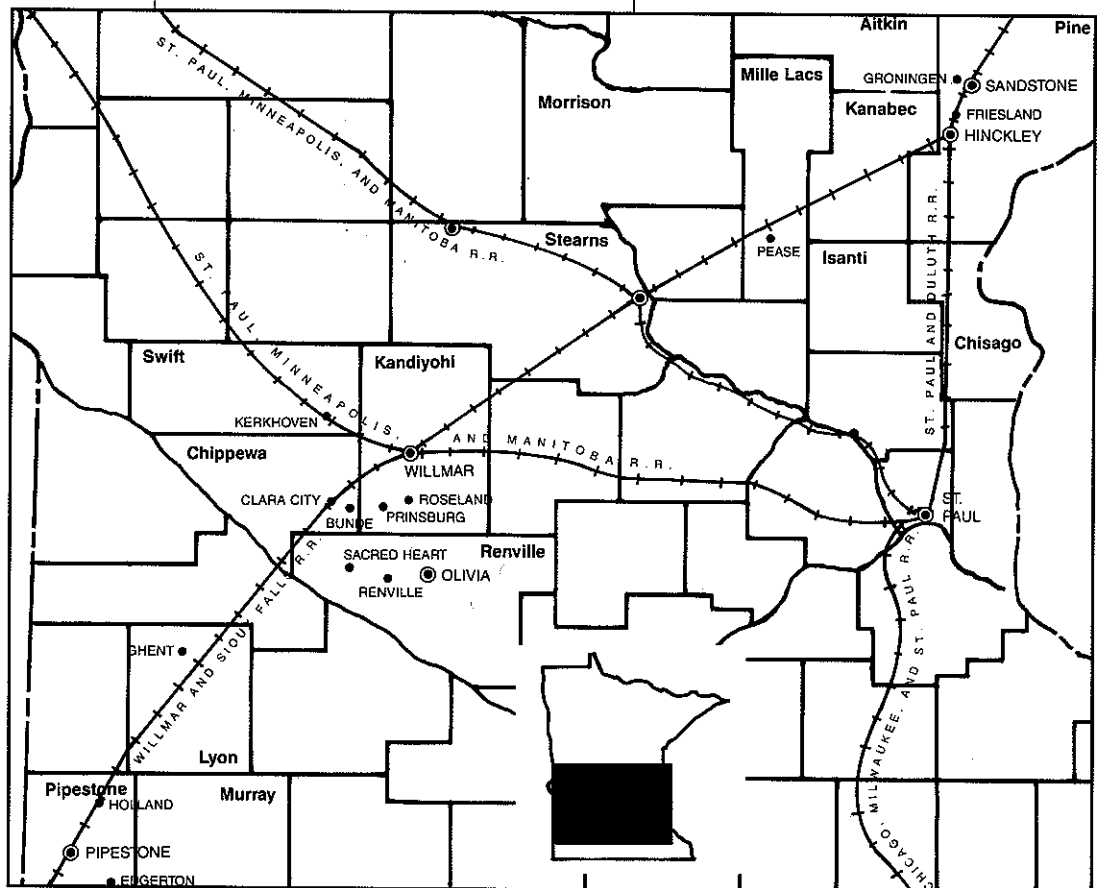 Aitkin
Pine
Mille Lacs
GRONINGEN
SANDSTONE
Morrison
Kanabec
FRIESLAND
HINCKLEY
ST. PAUL, MINNEAPOLIS, AND MANITOBA R.R.
Stearns
PEASE
Isanti
ST. PAUL AND DULUTH R.R.
ST. PAUL, MINNEAPOLIS, AND MANITOBA R.R.
Chisago
Swift
Kandiyohi
KERKHOVEN
Chippewa
WILLMAR
CLARA CITY
ROSELAND
BUNDE
PRINSBURG
ST.
PAUL
Renville
SACRED HEART
OLIVIA
RENVILLE
WILLMAR AND SIOUX FALLS R.R.
GHENT
CHICAGO, MILWAUKEE, AND ST. PAUL R.R.
Lyon
Pipestone
HOLLAND
Murray
PIPESTONE
EDGERTON